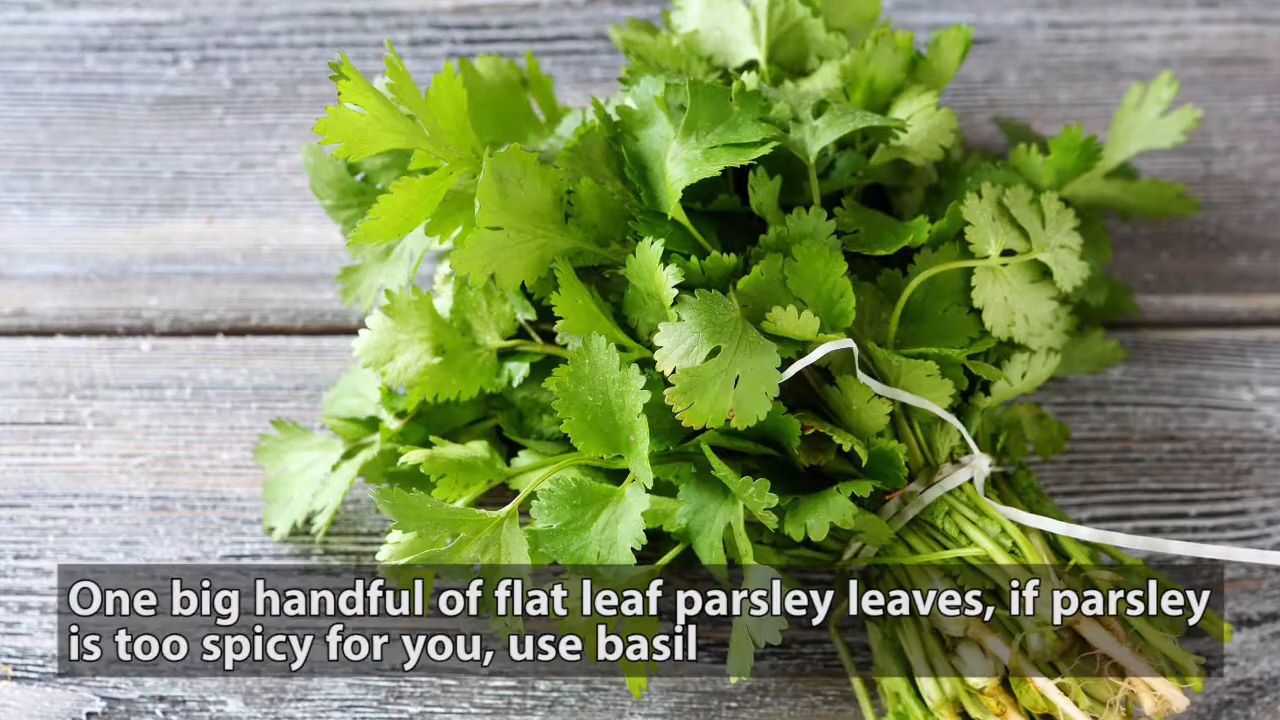 One big handful of flat leaf parsley leaves, if parsley
is too spicy for you, use basil